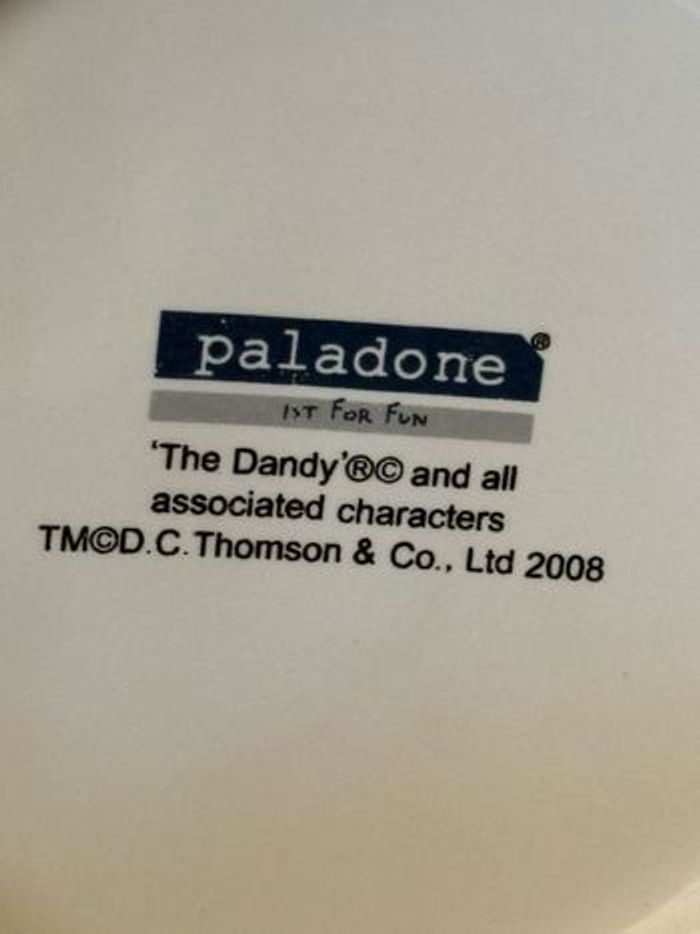 paladone®
1ST FOR FUN
‘The Dandy’®© and all
associated characters
TM©D.C. Thomson & Co., Ltd 2008